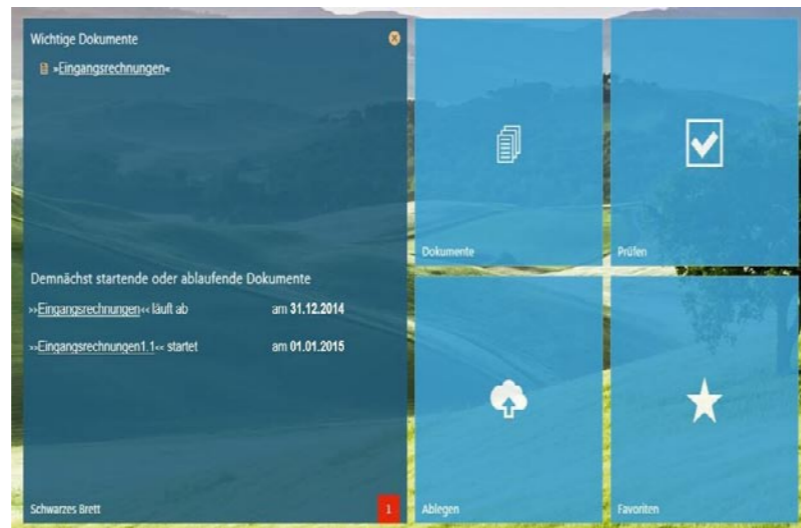 Wichtige Dokumente
»Eingangsrechnungen«
Demnächst startende oder ablaufende Dokumente
»Eingangsrechnungen« läuft ab am 31.12.2014
»Eingangsrechnungen1.1« startet am 01.01.2015
Schwarzes Brett 1
Dokumente
Prüfen
Ablegen
Favoriten